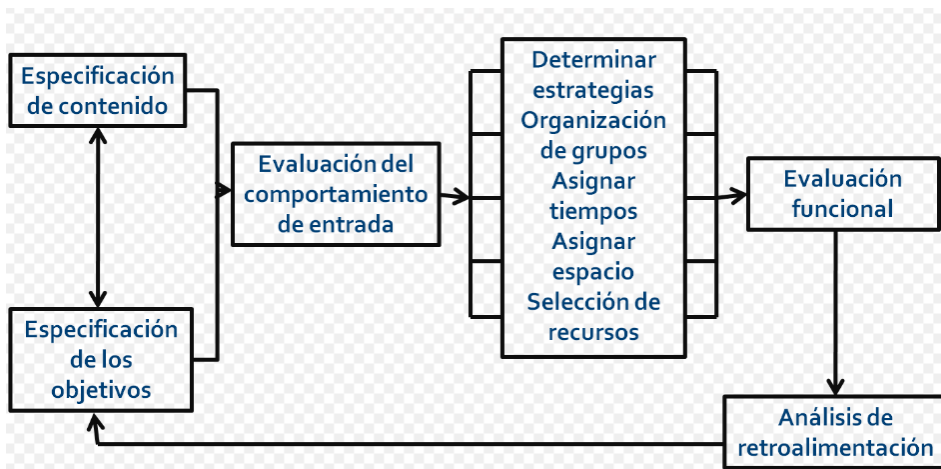 Especificación
de contenido
Especificación
de los
objetivos
Evaluación del
comportamiento
de entrada
Determinar
estrategias
Organización
de grupos
Asignar
tiempos
Asignar
espacio
Selección de
recursos
Evaluación
funcional
Análisis de
retroalimentación